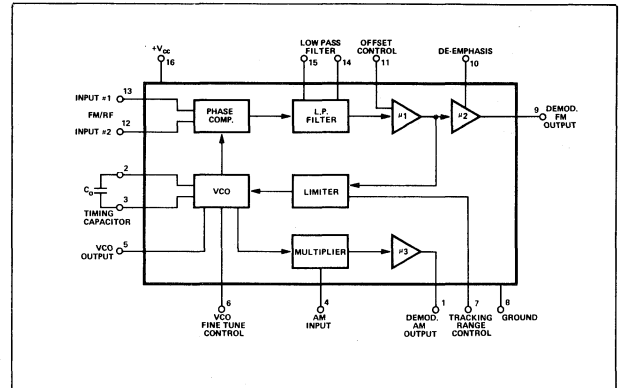 +Vcc
16
LOW PASS
FILTER
15
14
OFFSET
CONTROL
11
DE-EMPHASIS
10
INPUT #1
13
FM/RF
INPUT #2
12
PHASE
COMP.
L.P.
FILTER
μ1
μ2
9
DEMOD.
FM
OUTPUT
2
Co
3
TIMING
CAPACITOR
VCO
LIMITER
VCO
OUTPUT
5
MULTIPLIER
μ3
6
VCO
FINE TUNE
CONTROL
4
AM
INPUT
1
DEMOD.
AM
OUTPUT
7
TRACKING
RANGE
CONTROL
8
GROUND